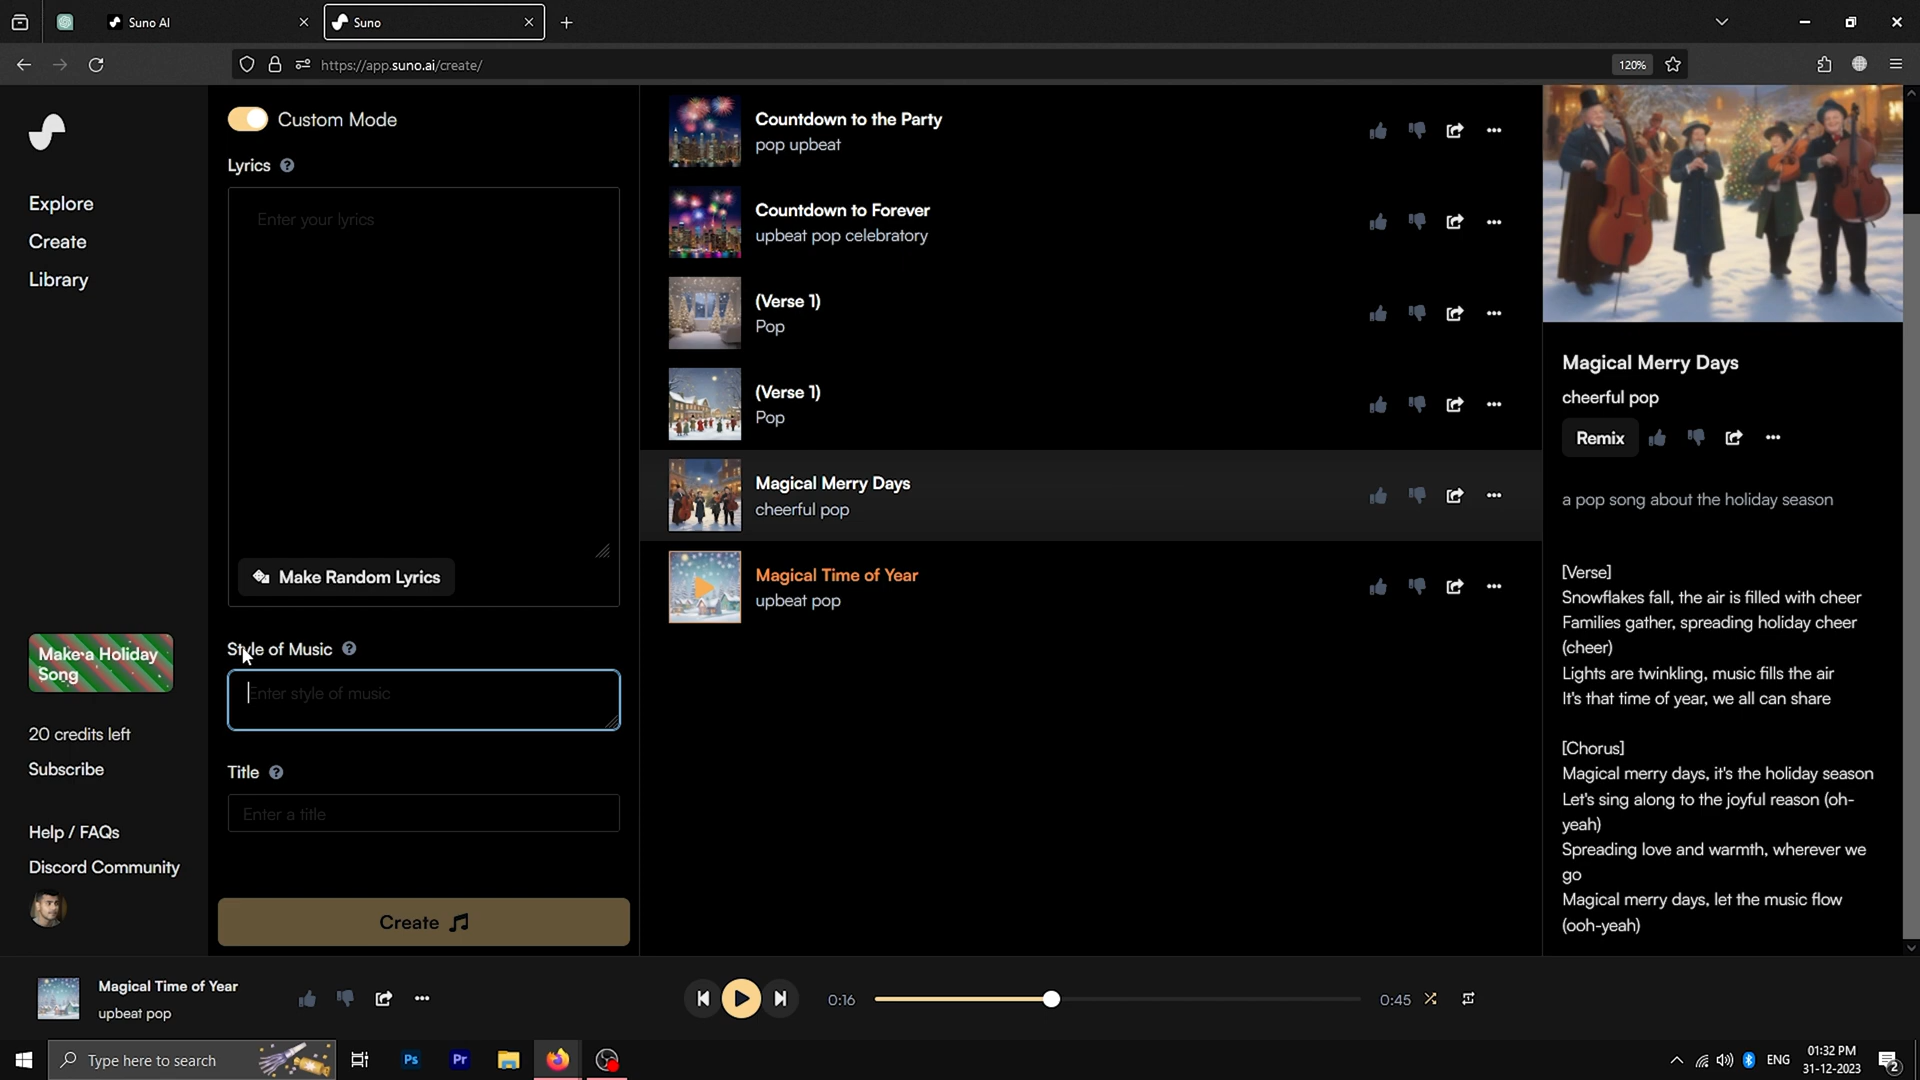 Suno AI
Suno
https://app.suno.ai/create/
120%
Explore
Create
Library
Make a Holiday
Song
20 credits left
Subscribe
Help / FAQs
Discord Community
Custom Mode
Lyrics
Enter your lyrics
Make Random Lyrics
Style of Music
Enter style of music
Title
Enter a title
Create
Countdown to the Party
pop upbeat
Countdown to Forever
upbeat pop celebratory
(Verse 1)
Pop
(Verse 1)
Pop
Magical Merry Days
cheerful pop
Magical Time of Year
upbeat pop
Magical Merry Days
cheerful pop
Remix
a pop song about the holiday season
[Verse]
Snowflakes fall, the air is filled with cheer
Families gather, spreading holiday cheer
(cheer)
Lights are twinkling, music fills the air
It's that time of year, we all can share
[Chorus]
Magical merry days, it's the holiday season
Let's sing along to the joyful reason (oh-
yeah)
Spreading love and warmth, wherever we
go
Magical merry days, let the music flow
(ooh-yeah)
Magical Time of Year
upbeat pop
0:16
0:45
Type here to search
Ps
Pr
ENG
01:32 PM
31-12-2023
2